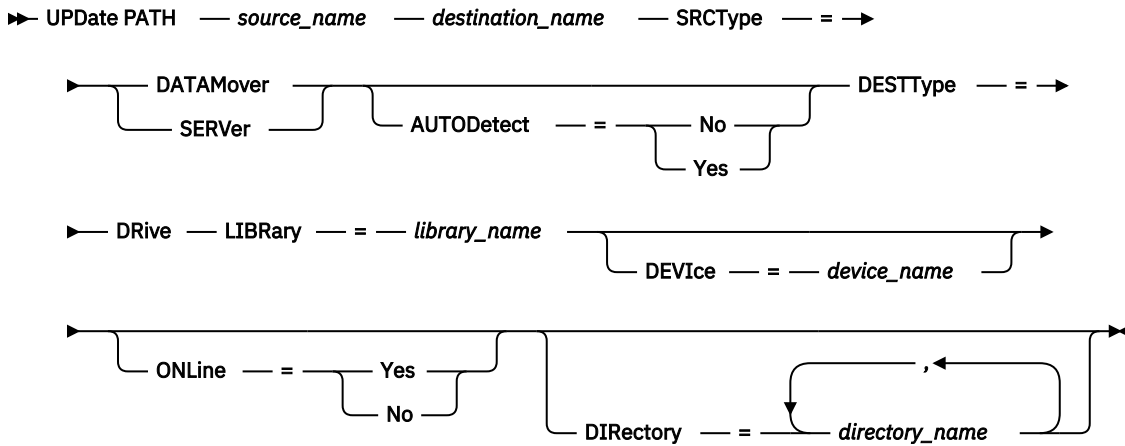 UPDate PATH source_name destination_name SRCType =
DATAMover DESTType =
SERVer AUTODetect = No
Yes
DRive LIBRary = library_name
DEVIce = device_name
ONLine = Yes
No
,
DIRectory = directory_name